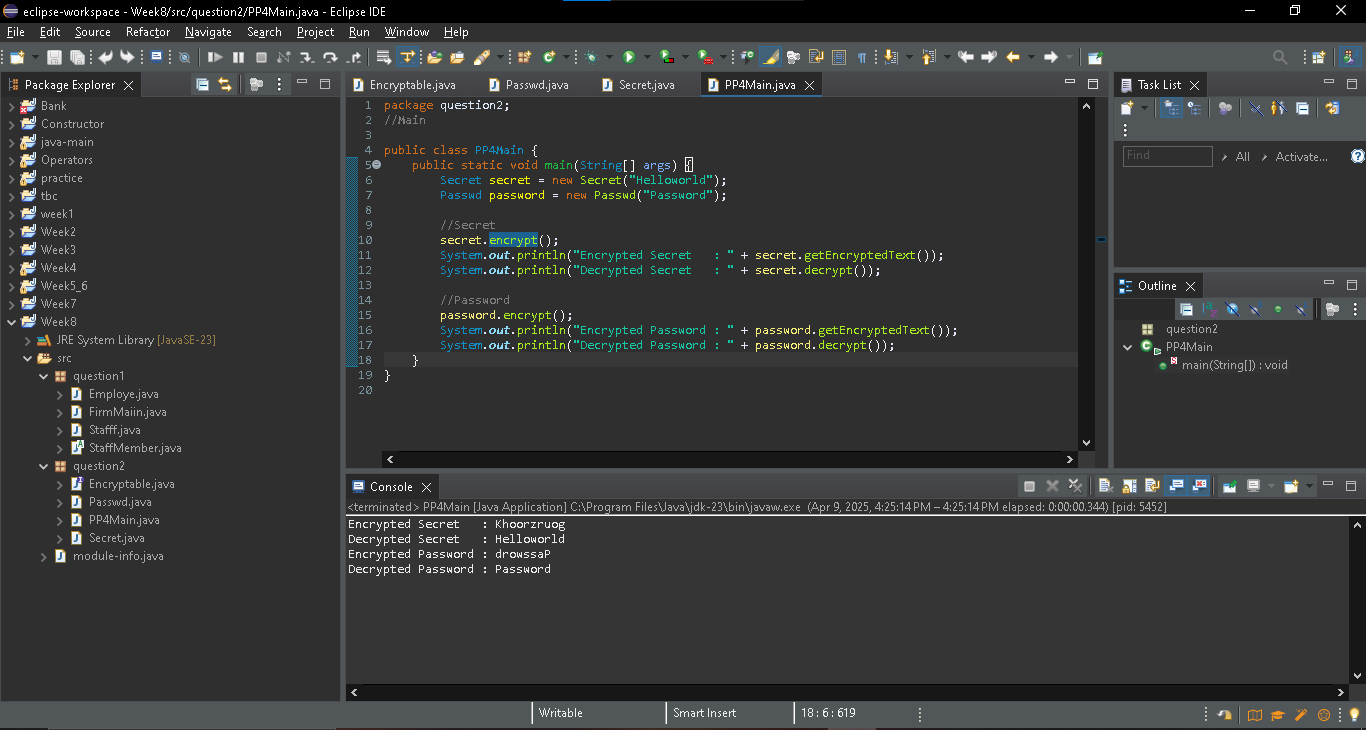 eclipse-workspace - Week8/src/question2/PP4Main.java - Eclipse IDE
File Edit Source Refactor Navigate Search Project Run Window Help
Package Explorer
Bank
Constructor
java-main
Operators
practice
tbc
week1
Week2
Week3
Week4
Week5_6
Week7
Week8
JRE System Library [JavaSE-23]
src
question1
Employe.java
FirmMaiin.java
Stafff.java
StaffMember.java
question2
Encryptable.java
Passwd.java
PP4Main.java
Secret.java
module-info.java
Encryptable.java Passwd.java Secret.java PP4Main.java
1 package question2;
2 //Main
3
4 public class PP4Main {
5 public static void main(String[] args) {
6 Secret secret = new Secret("Helloworld");
7 Passwd password = new Passwd("Password");
8
9 //Secret
10 secret.encrypt();
11 System.out.println("Encrypted Secret   : " + secret.getEncryptedText());
12 System.out.println("Decrypted Secret   : " + secret.decrypt());
13
14 //Password
15 password.encrypt();
16 System.out.println("Encrypted Password : " + password.getEncryptedText());
17 System.out.println("Decrypted Password : " + password.decrypt());
18 }
19 }
20
Task List
Find All Activate...
Outline
question2
PP4Main
main(String[]) : void
Console
<terminated> PP4Main [Java Application] C:\Program Files\Java\jdk-23\bin\javaw.exe (Apr 9, 2025, 4:25:14 PM – 4:25:14 PM elapsed: 0:00:00.344) [pid: 5452]
Encrypted Secret   : Khoorzruog
Decrypted Secret   : Helloworld
Encrypted Password : drowssaP
Decrypted Password : Password
Writable Smart Insert 18 : 6 : 619